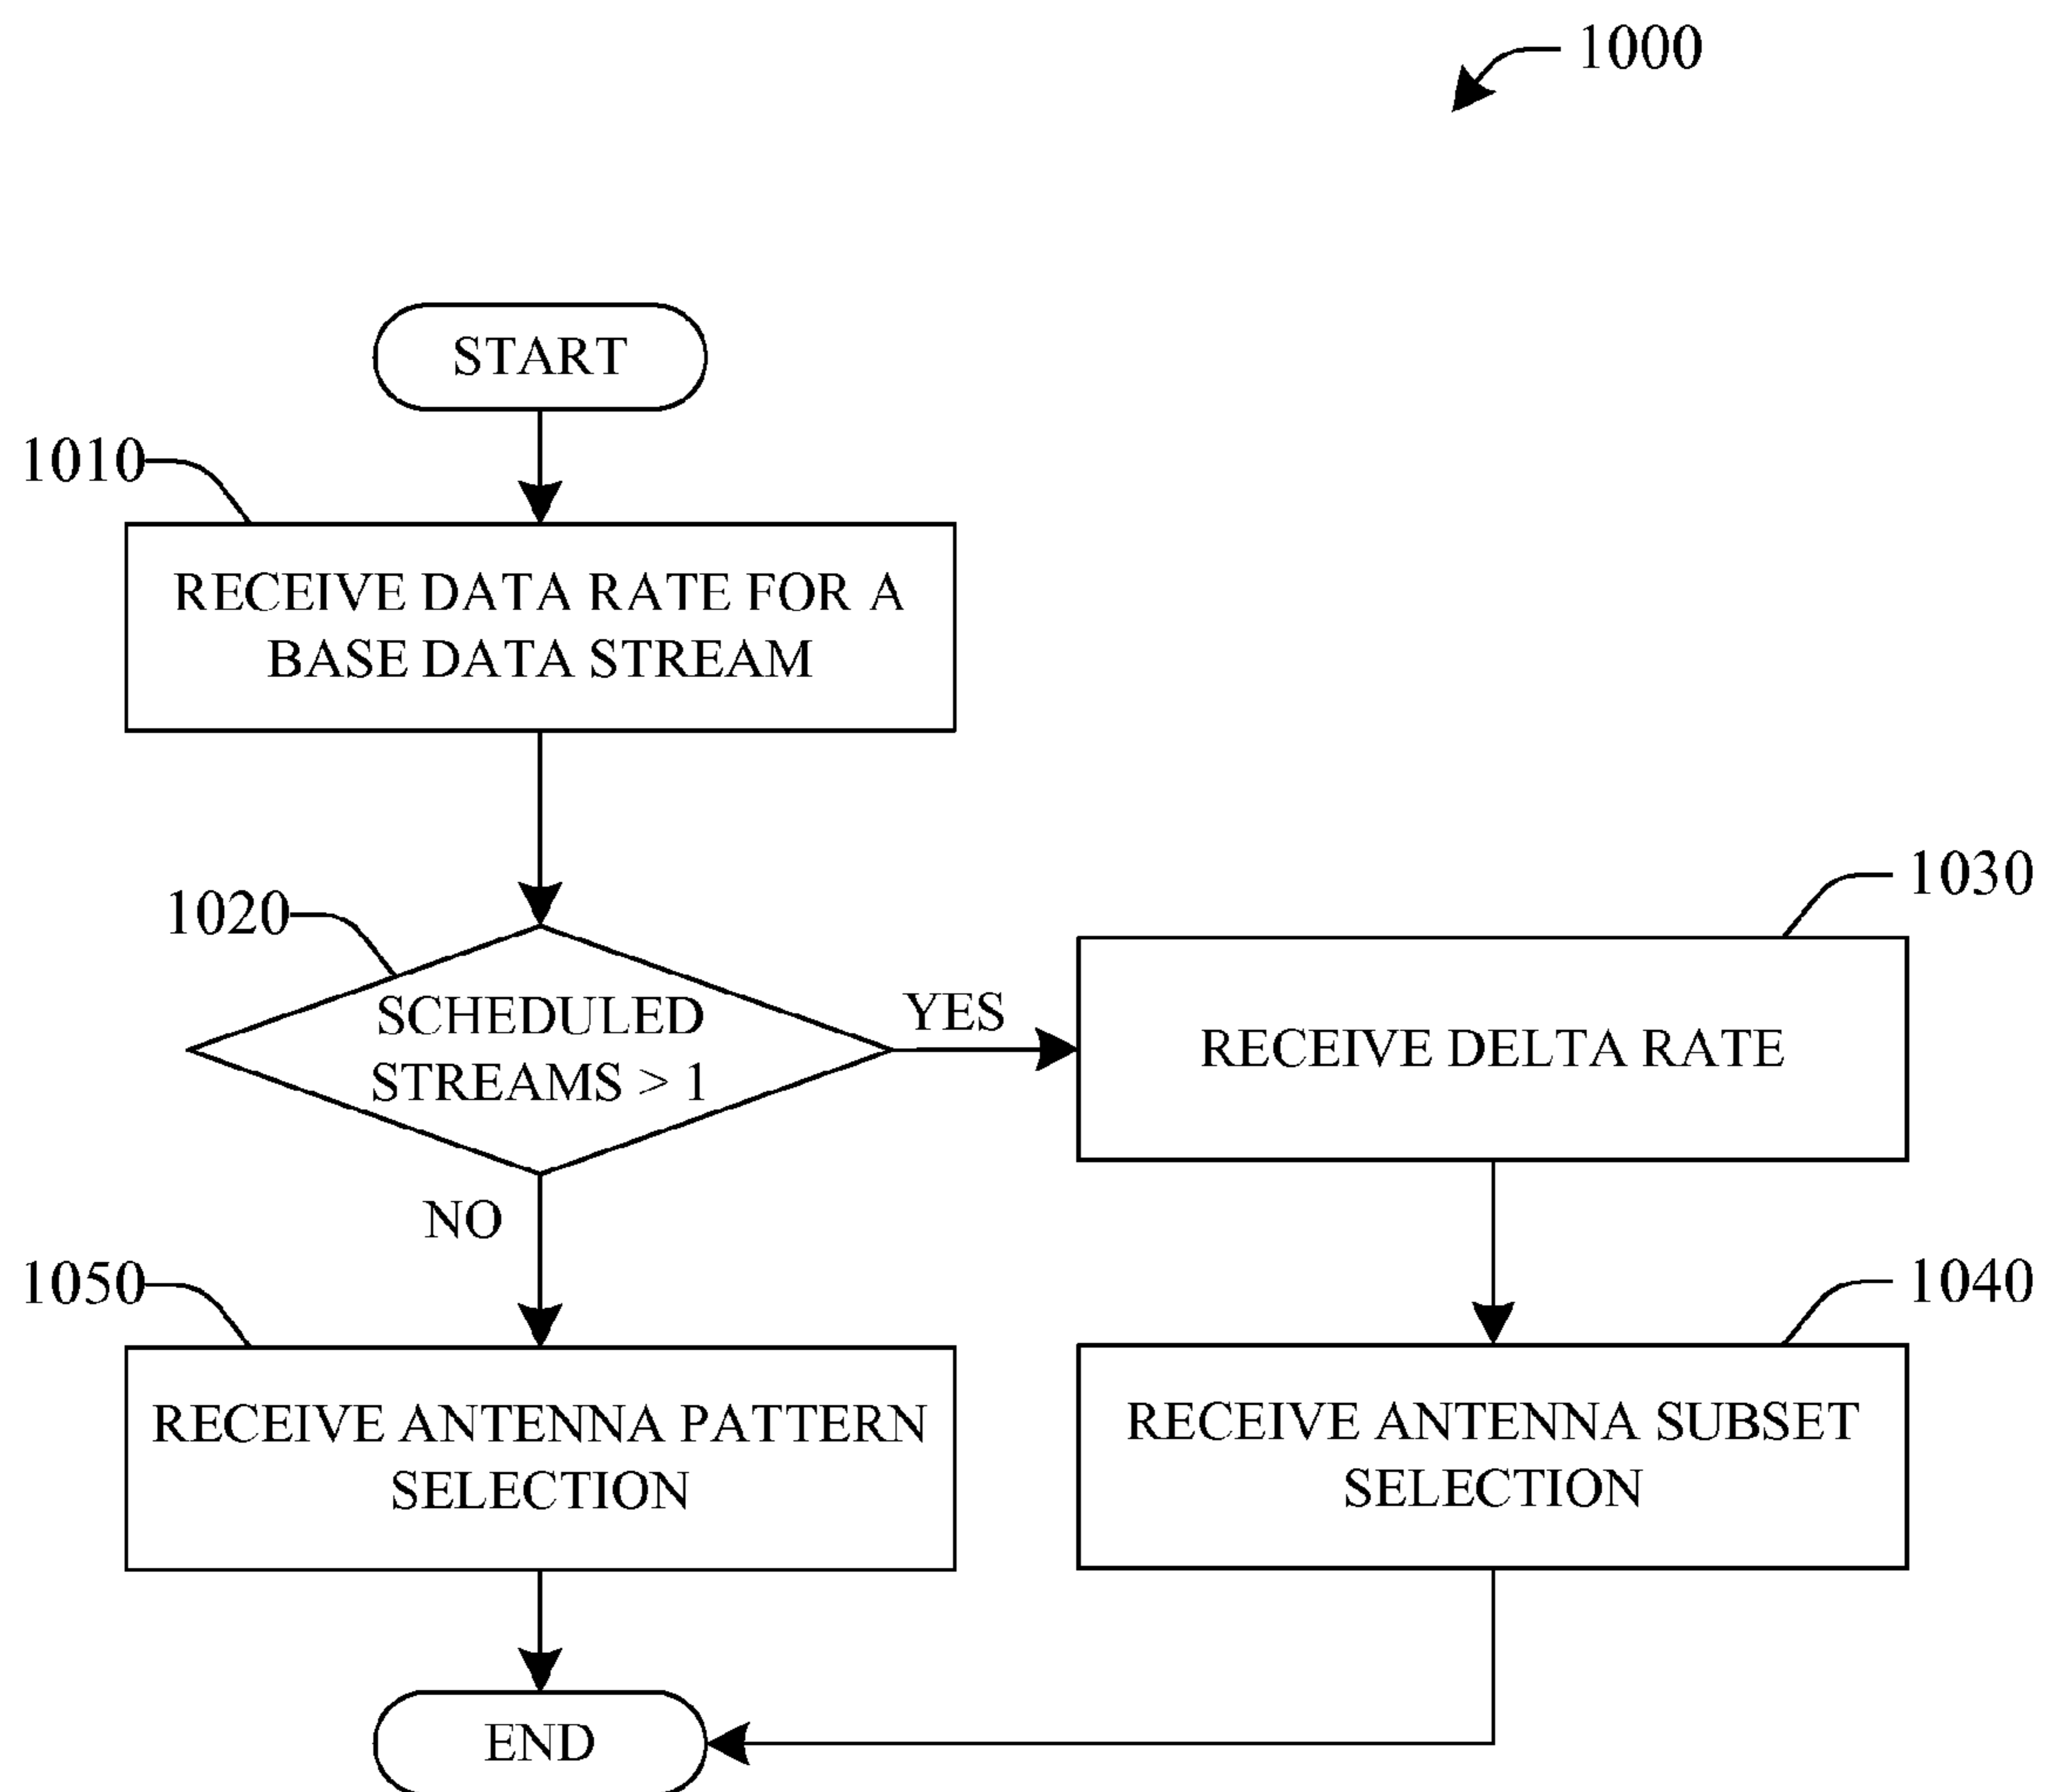 1000
START
1010
RECEIVE DATA RATE FOR A
BASE DATA STREAM
1020
SCHEDULED
STREAMS > 1
YES
1030
RECEIVE DELTA RATE
NO
1050
RECEIVE ANTENNA PATTERN
SELECTION
1040
RECEIVE ANTENNA SUBSET
SELECTION
END